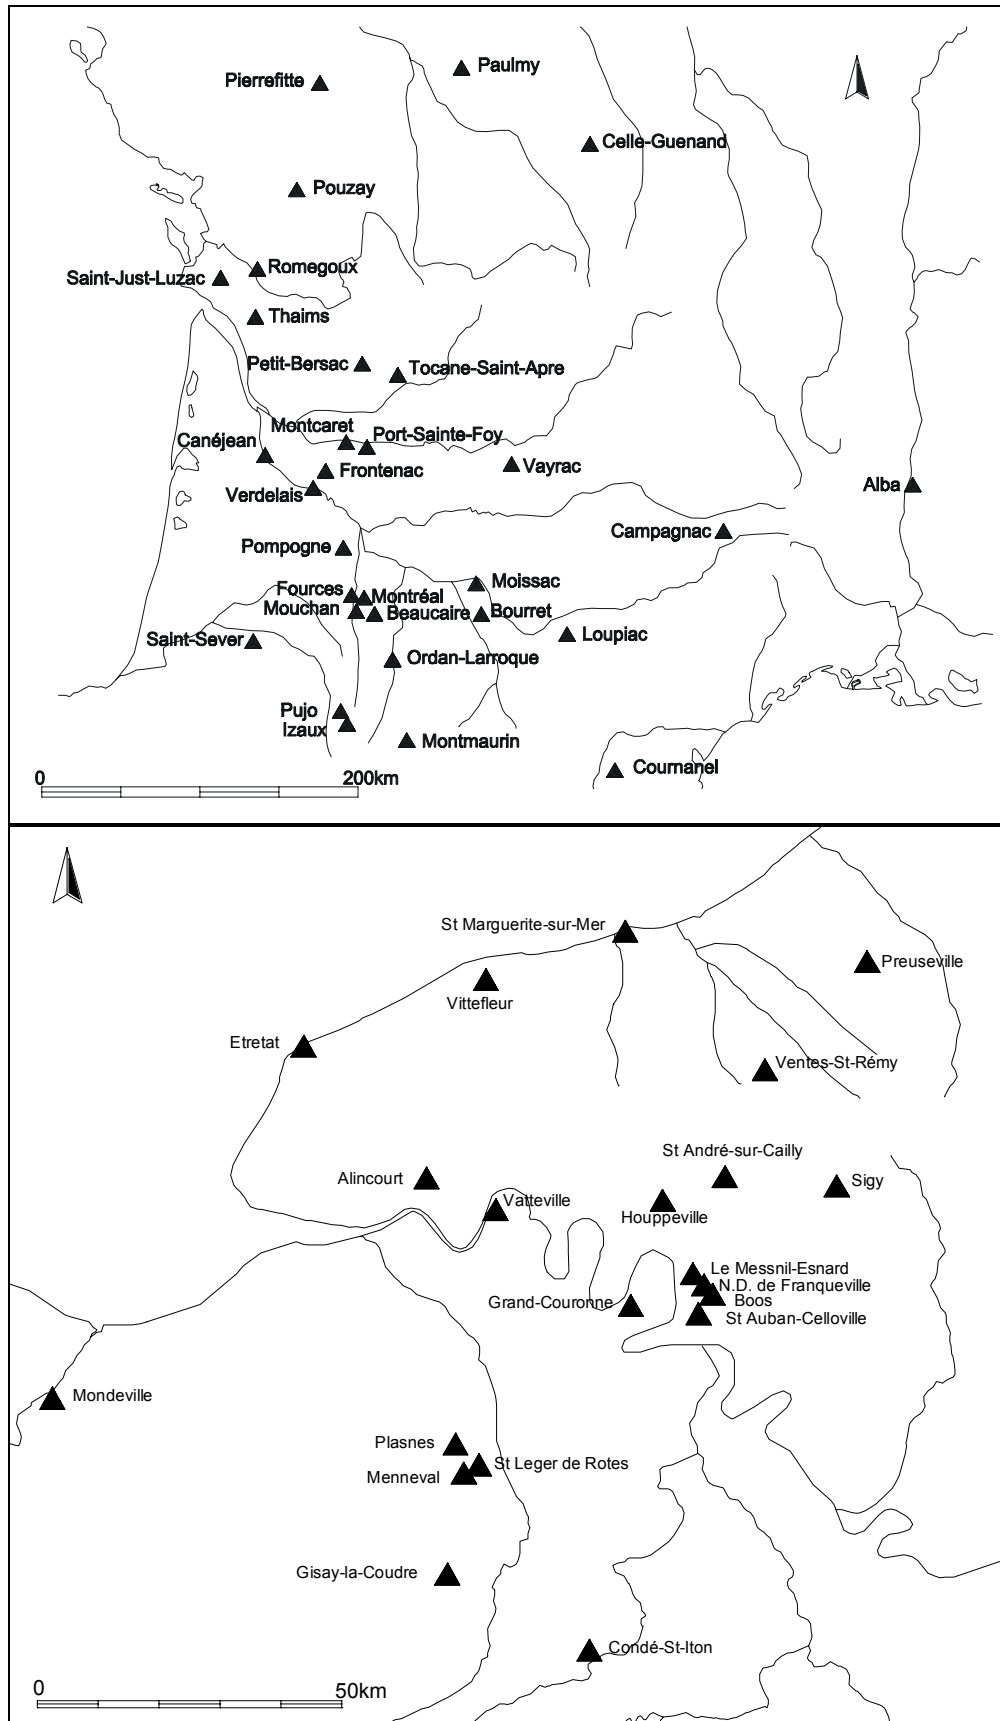 Paulmy
Pierrefitte
Celle-Guenand
Pouzay
Romegoux
Saint-Just-Luzac
Thaims
Petit-Bersac
Tocane-Saint-Apre
Montcaret
Port-Sainte-Foy
Canéjean
Frontenac
Vayrac
Verdelais
Alba
Campagnac
Pompogne
Moissac
Fources
Montréal
Mouchan
Beaucaire
Bourret
Saint-Sever
Loupiac
Ordan-Larroque
Pujo
Izaux
Montmaurin
Cournanel
0 200km
St Marguerite-sur-Mer
Preuseville
Vittefleur
Etretat
Ventes-St-Rémy
St André-sur-Cailly
Alincourt
Sigy
Vatteville
Houppeville
Le Messnil-Esnard
N.D. de Franqueville
Grand-Couronne
Boos
St Auban-Celloville
Mondeville
Plasnes
St Leger de Rotes
Menneval
Gisay-la-Coudre
Condé-St-Iton
0 50km